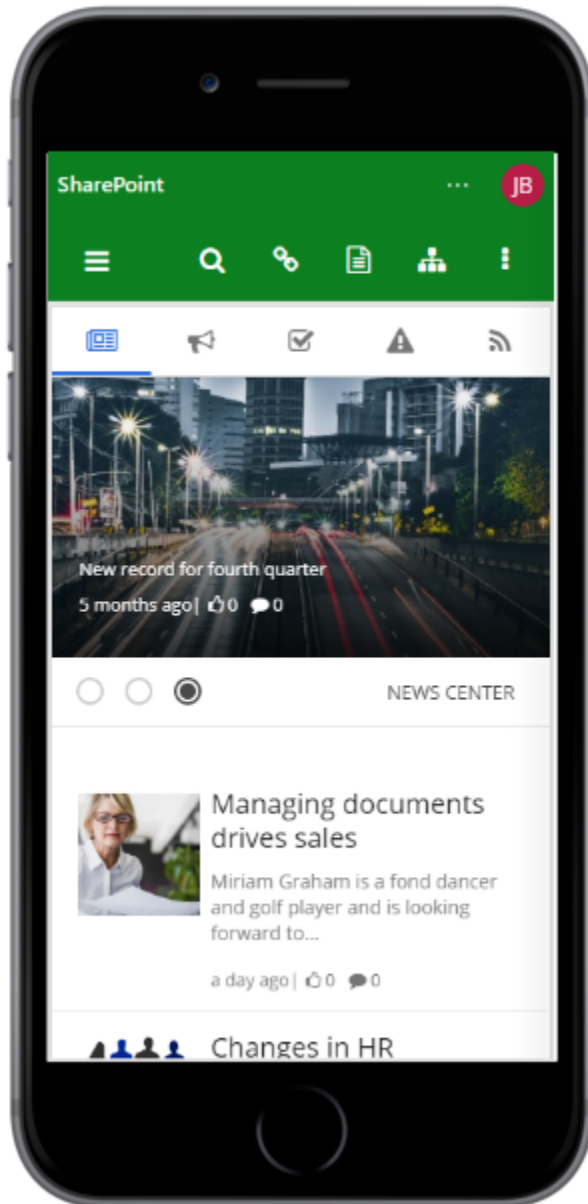 SharePoint
JB
New record for fourth quarter
5 months ago| 0 0
NEWS CENTER
Managing documents
drives sales
Miriam Graham is a fond dancer
and golf player and is looking
forward to...
a day ago| 0 0
Changes in HR